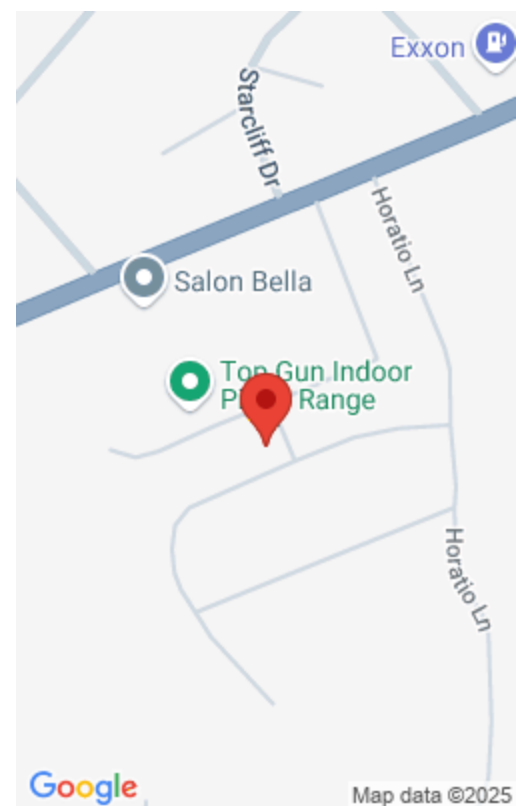 Exxon
Starcliff Dr
Horatio Ln
Salon Bella
Top Gun Indoor
Range
Horatio Ln
Google
Map data ©2025